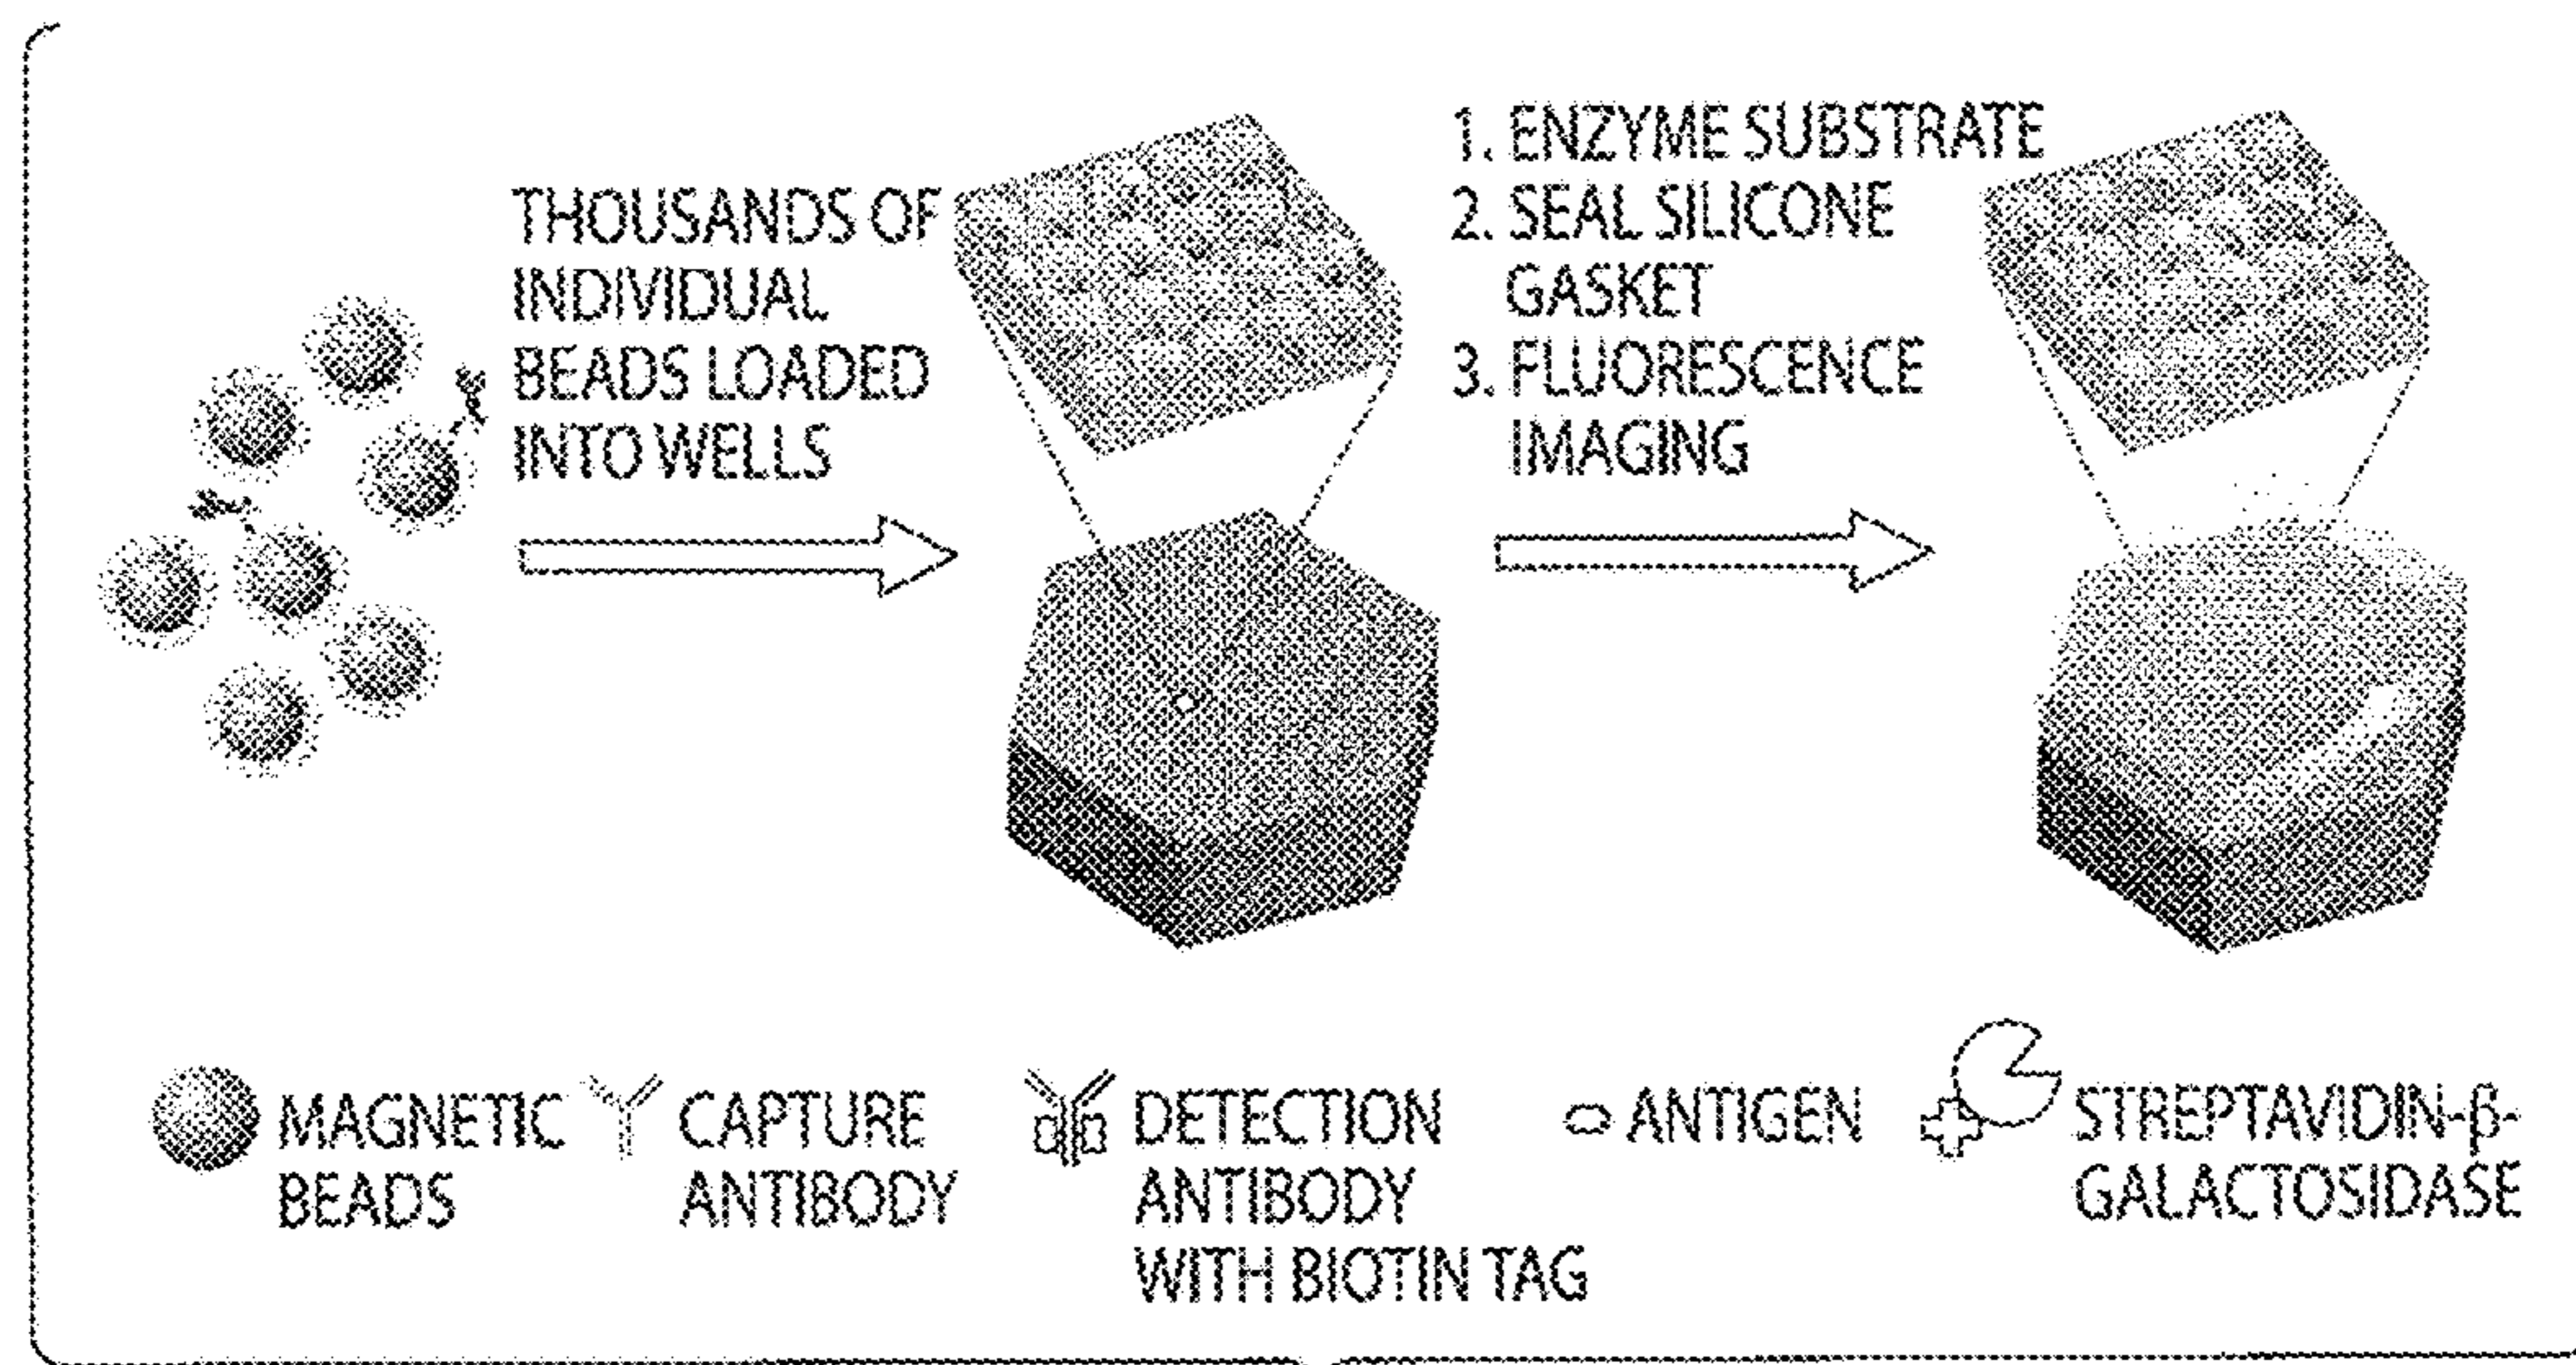 THOUSANDS OF
INDIVIDUAL
BEADS LOADED
INTO WELLS
1. ENZYME SUBSTRATE
2. SEAL SILICONE
GASKET
3. FLUORESCENCE
IMAGING
MAGNETIC
BEADS
CAPTURE
ANTIBODY
DETECTION
ANTIBODY
WITH BIOTIN TAG
ANTIGEN
STREPTAVIDIN-β-
GALACTOSIDASE